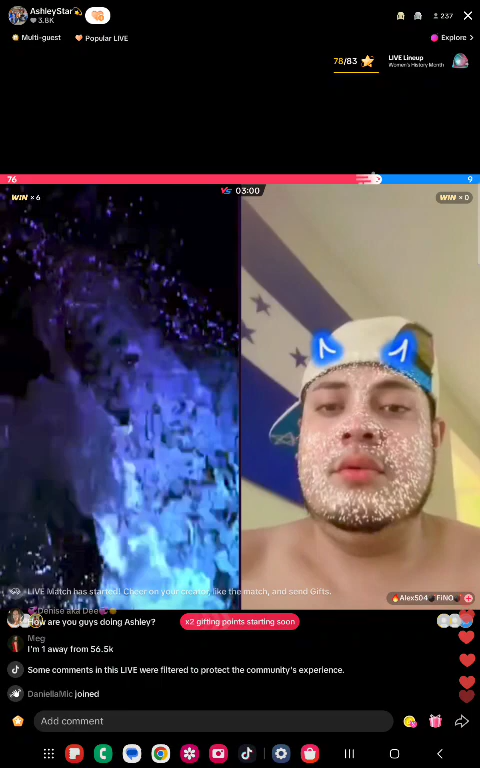 AshleyStar
3.8K
237
Multi-guest
Popular LIVE
Explore >
78/83
LIVE Lineup
Women's History Month
76
9
WIN × 6
VS 03:00
WIN × 0
LIVE Match has started! Cheer on your creator, like the match, and send Gifts.
Alex504 FiNO
Denise aka Dee
How are you guys doing Ashley?
x2 gifting points starting soon
Meg
I'm 1 away from 56.5k
Some comments in this LIVE were filtered to protect the community's experience.
DaniellaMic joined
Add comment